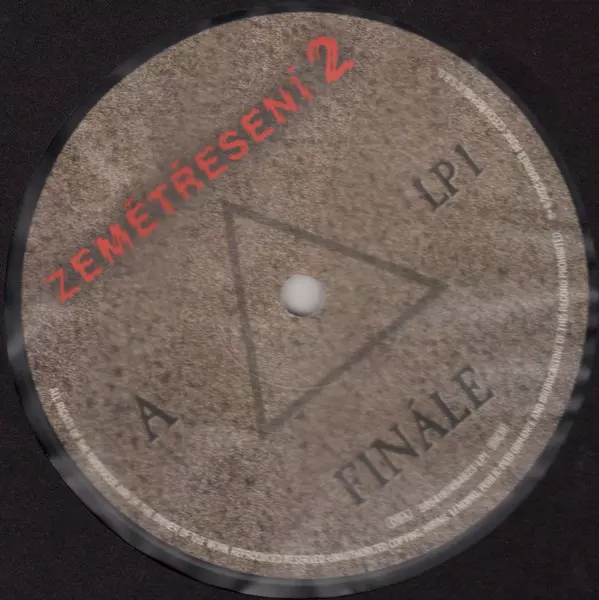 ZEMĚTŘESENÍ 2
LP1
A
FINÁLE
ALL RIGHTS OF THE PRODUCER AND OF THE OWNER OF THE WORK REPRODUCED RESERVED. UNAUTHORIZED COPYING, HIRING, LENDING, PUBLIC PERFORMANCE AND BROADCASTING OF THIS RECORD PROHIBITED.